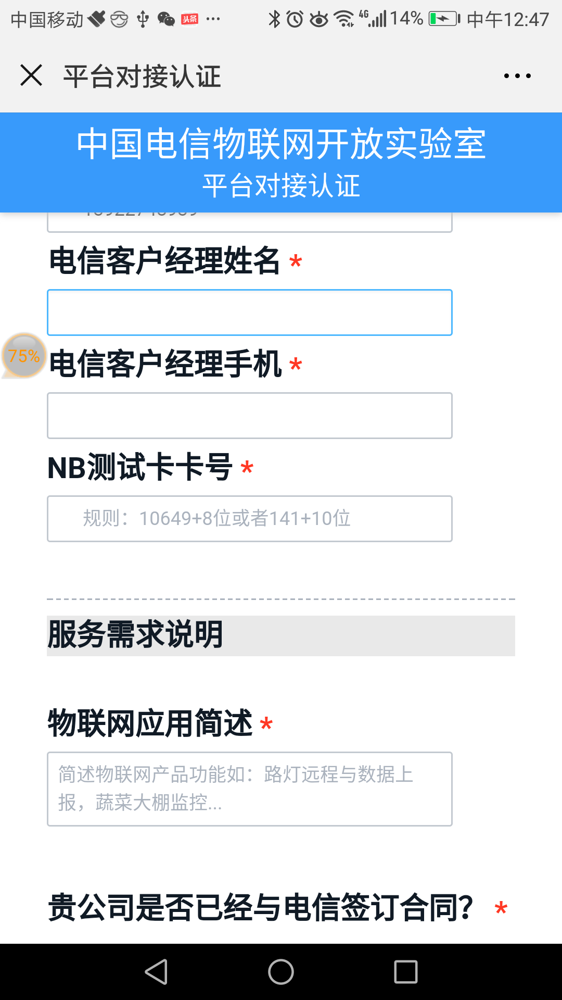 中国移动 头条 ... 4G 14% 中午12:47
平台对接认证
中国电信物联网开放实验室
平台对接认证
电信客户经理姓名 *
75%
电信客户经理手机 *
NB测试卡卡号 *
规则：10649+8位或者141+10位
服务需求说明
物联网应用简述 *
简述物联网产品功能如：路灯远程与数据上
报，蔬菜大棚监控...
贵公司是否已经与电信签订合同？ *